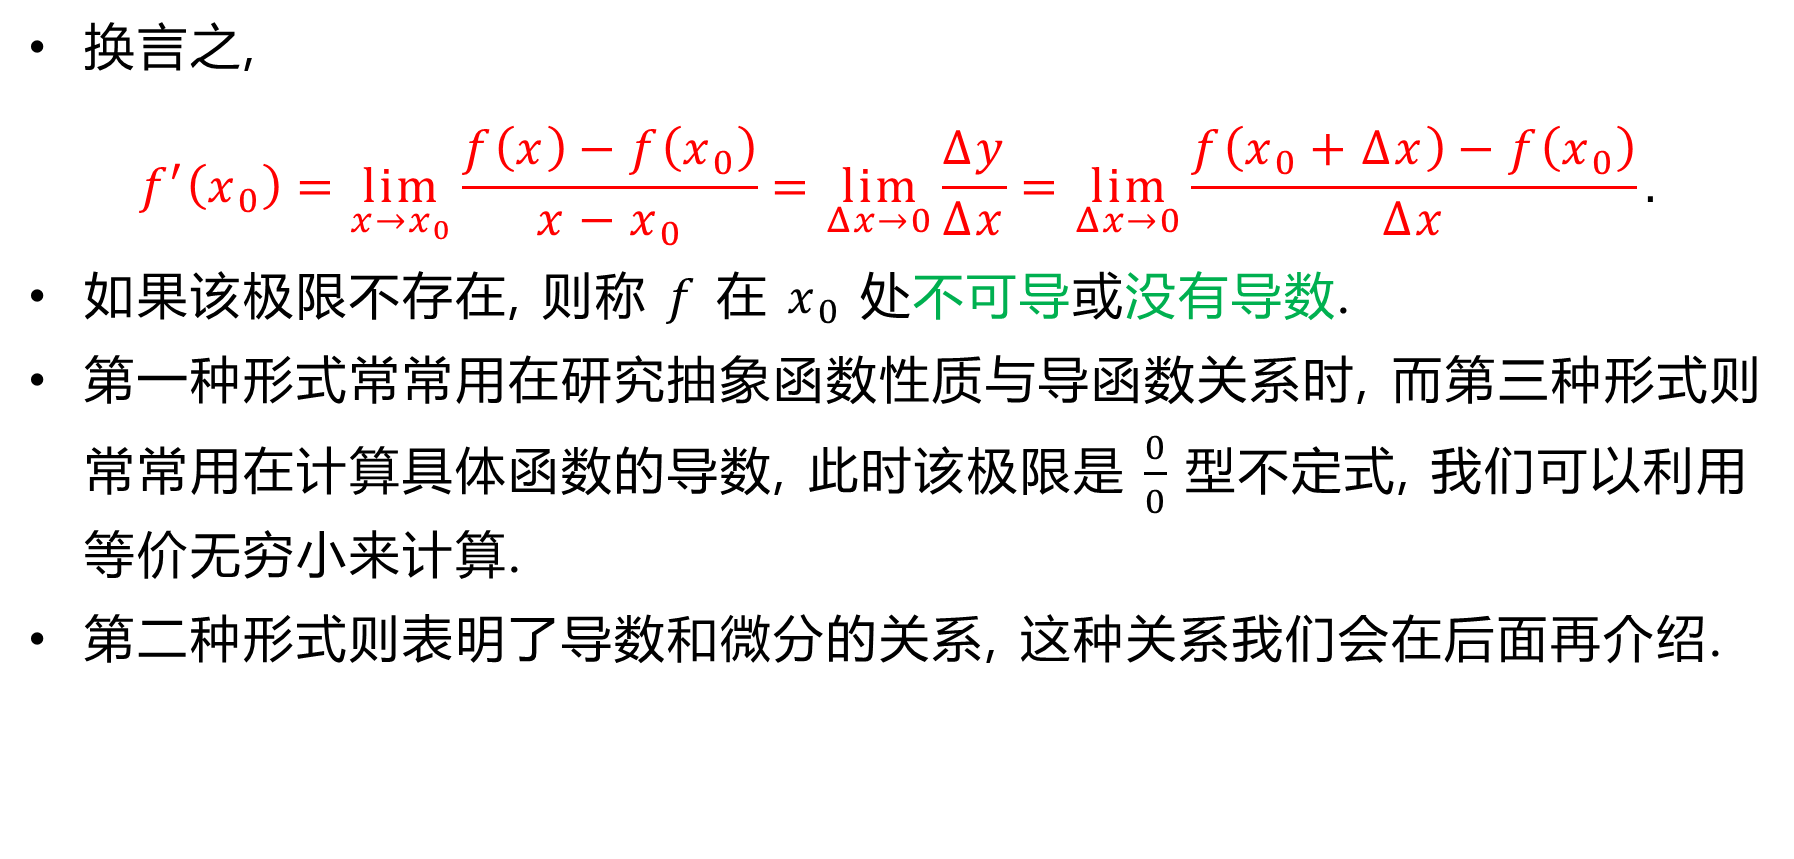 • 换言之,
f′(x₀) = lim_{x→x₀} \frac{f(x) − f(x₀)}{x − x₀} = lim_{Δx→0} \frac{Δy}{Δx} = lim_{Δx→0} \frac{f(x₀ + Δx) − f(x₀)}{Δx}.
• 如果该极限不存在, 则称 f 在 x₀ 处不可导或没有导数.
• 第一种形式常常用在研究抽象函数性质与导函数关系时, 而第三种形式则
常常用在计算具体函数的导数, 此时该极限是 \frac{0}{0} 型不定式, 我们可以利用
等价无穷小来计算.
• 第二种形式则表明了导数和微分的关系, 这种关系我们会在后面再介绍.